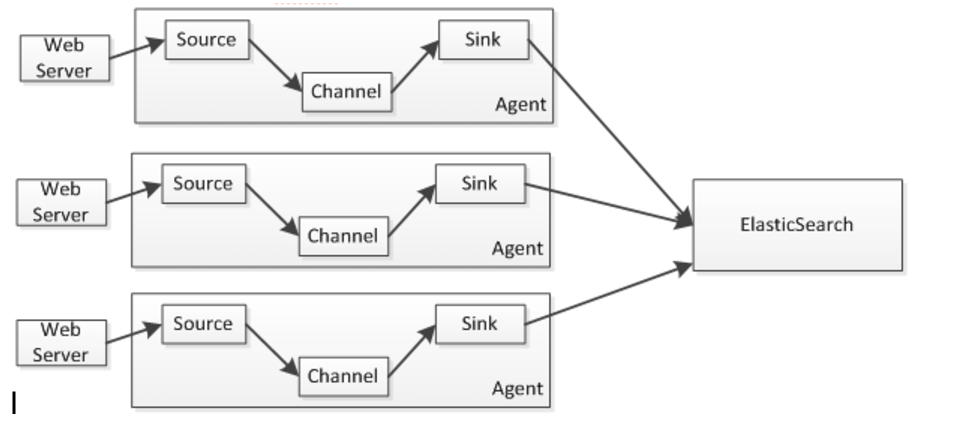 Web
Server
Source
Channel
Sink
Agent
Web
Server
Source
Channel
Sink
Agent
Web
Server
Source
Channel
Sink
Agent
ElasticSearch